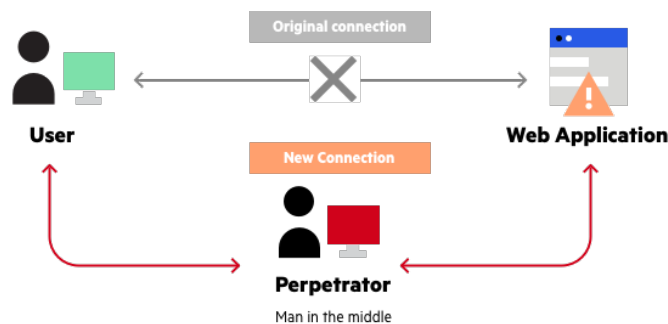 Original connection
User
Web Application
New Connection
Perpetrator
Man in the middle